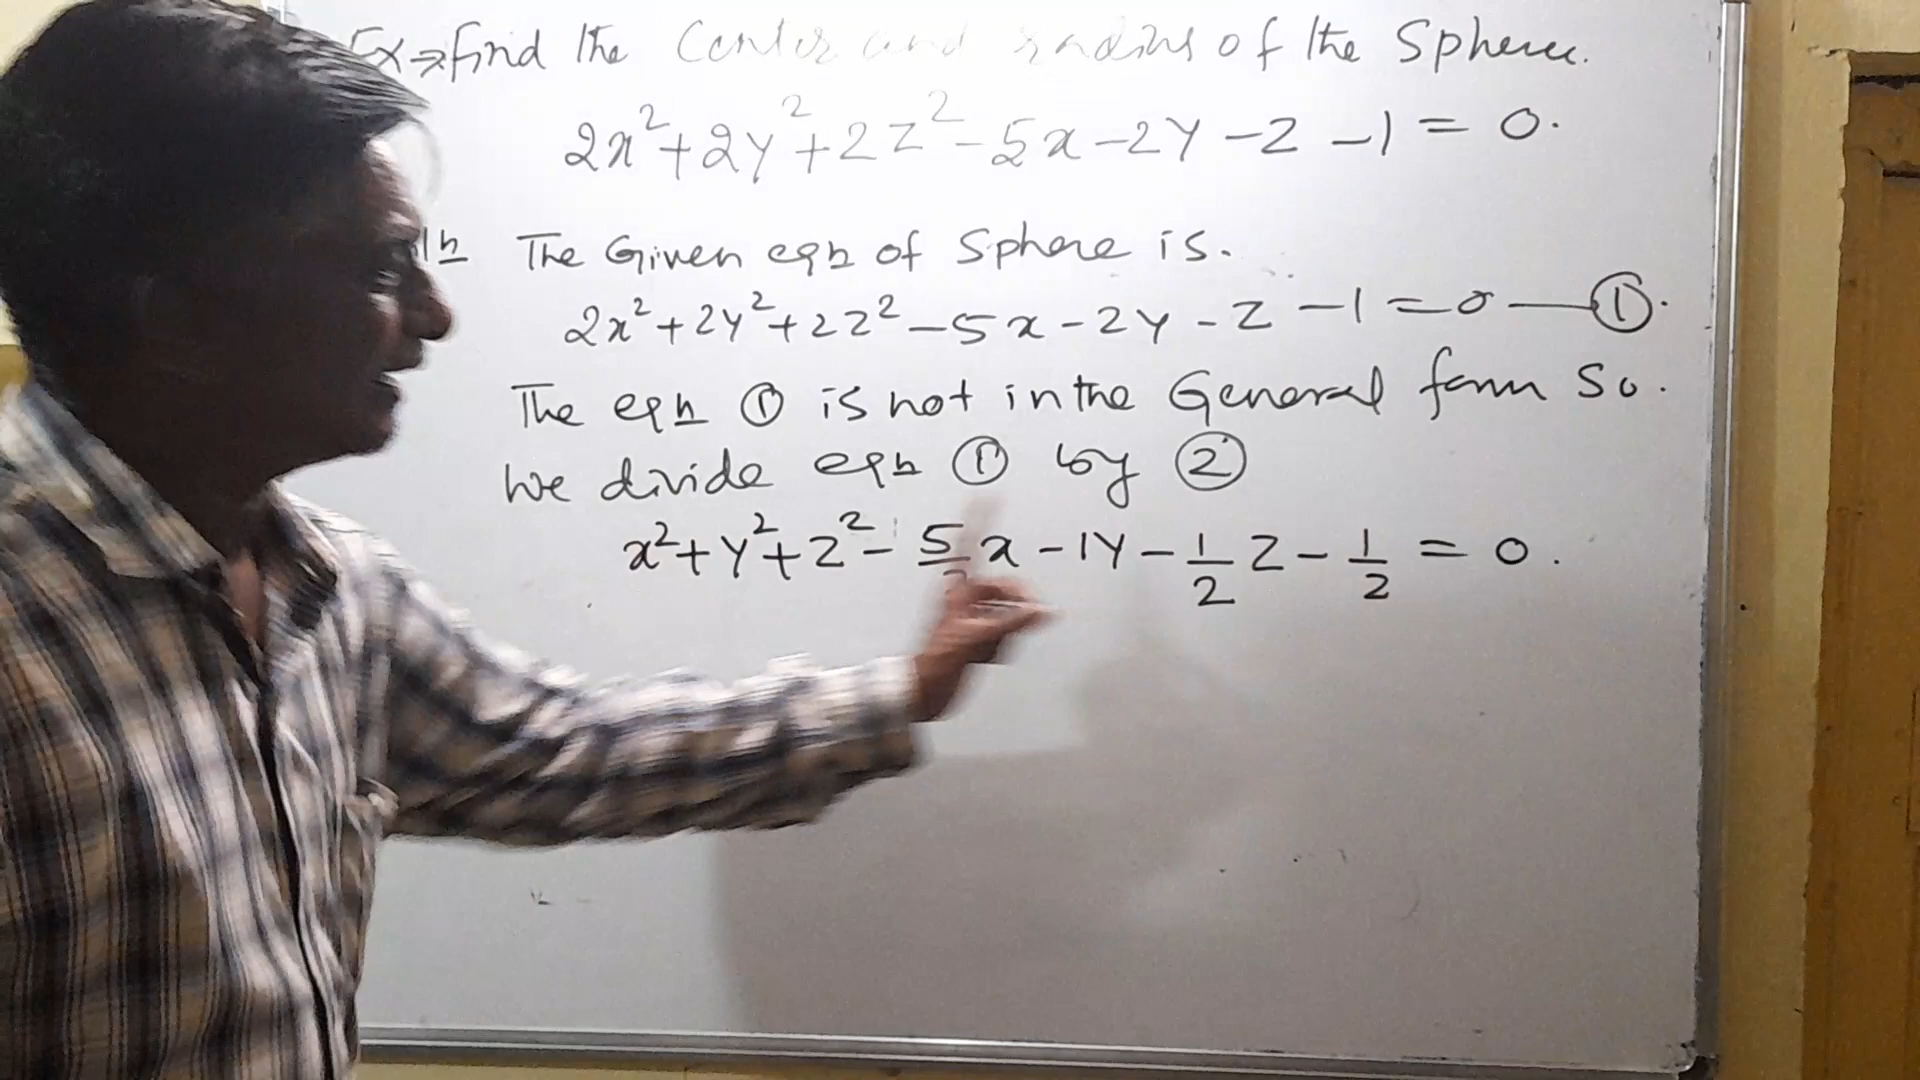 Ex→ Find the Center and radius of the Sphere.
2x²+2y²+2z²-5x-2y-z-1=0.
The Given eqn of Sphere is.
2x²+2y²+2z²-5x-2y-z-1=0 — ①.
The eqn ① is not in the General form So.
We divide eqn ① by ②
x²+y²+z²-5/2x-1y-1/2z-1/2=0.